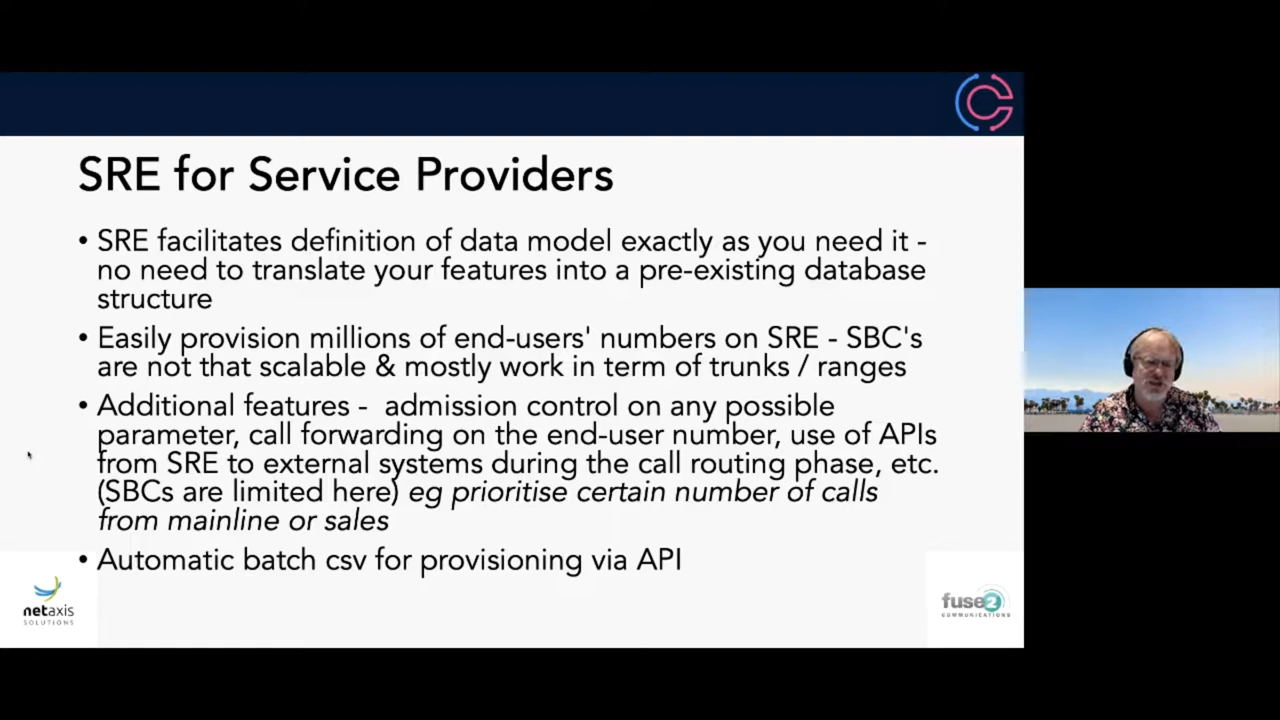 SRE for Service Providers
• SRE facilitates definition of data model exactly as you need it -
no need to translate your features into a pre-existing database
structure
• Easily provision millions of end-users' numbers on SRE - SBC's
are not that scalable & mostly work in term of trunks / ranges
• Additional features -  admission control on any possible
parameter, call forwarding on the end-user number, use of APIs
from SRE to external systems during the call routing phase, etc.
(SBCs are limited here) eg prioritise certain number of calls
from mainline or sales
• Automatic batch csv for provisioning via API
netaxis
SOLUTIONS
fuse2
COMMUNICATIONS